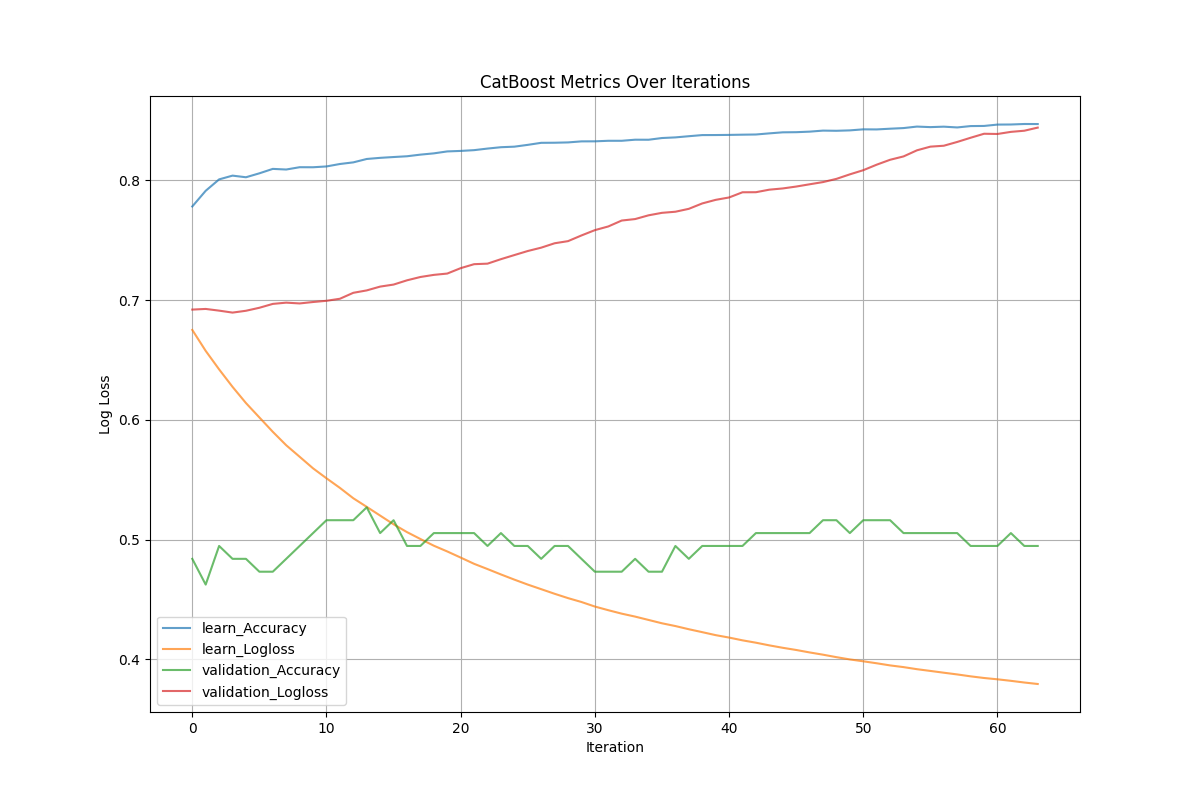 CatBoost Metrics Over Iterations
Log Loss
0.8
0.7
0.6
0.5
0.4
learn_Accuracy
learn_Logloss
validation_Accuracy
validation_Logloss
0 10 20 30 40 50 60
Iteration